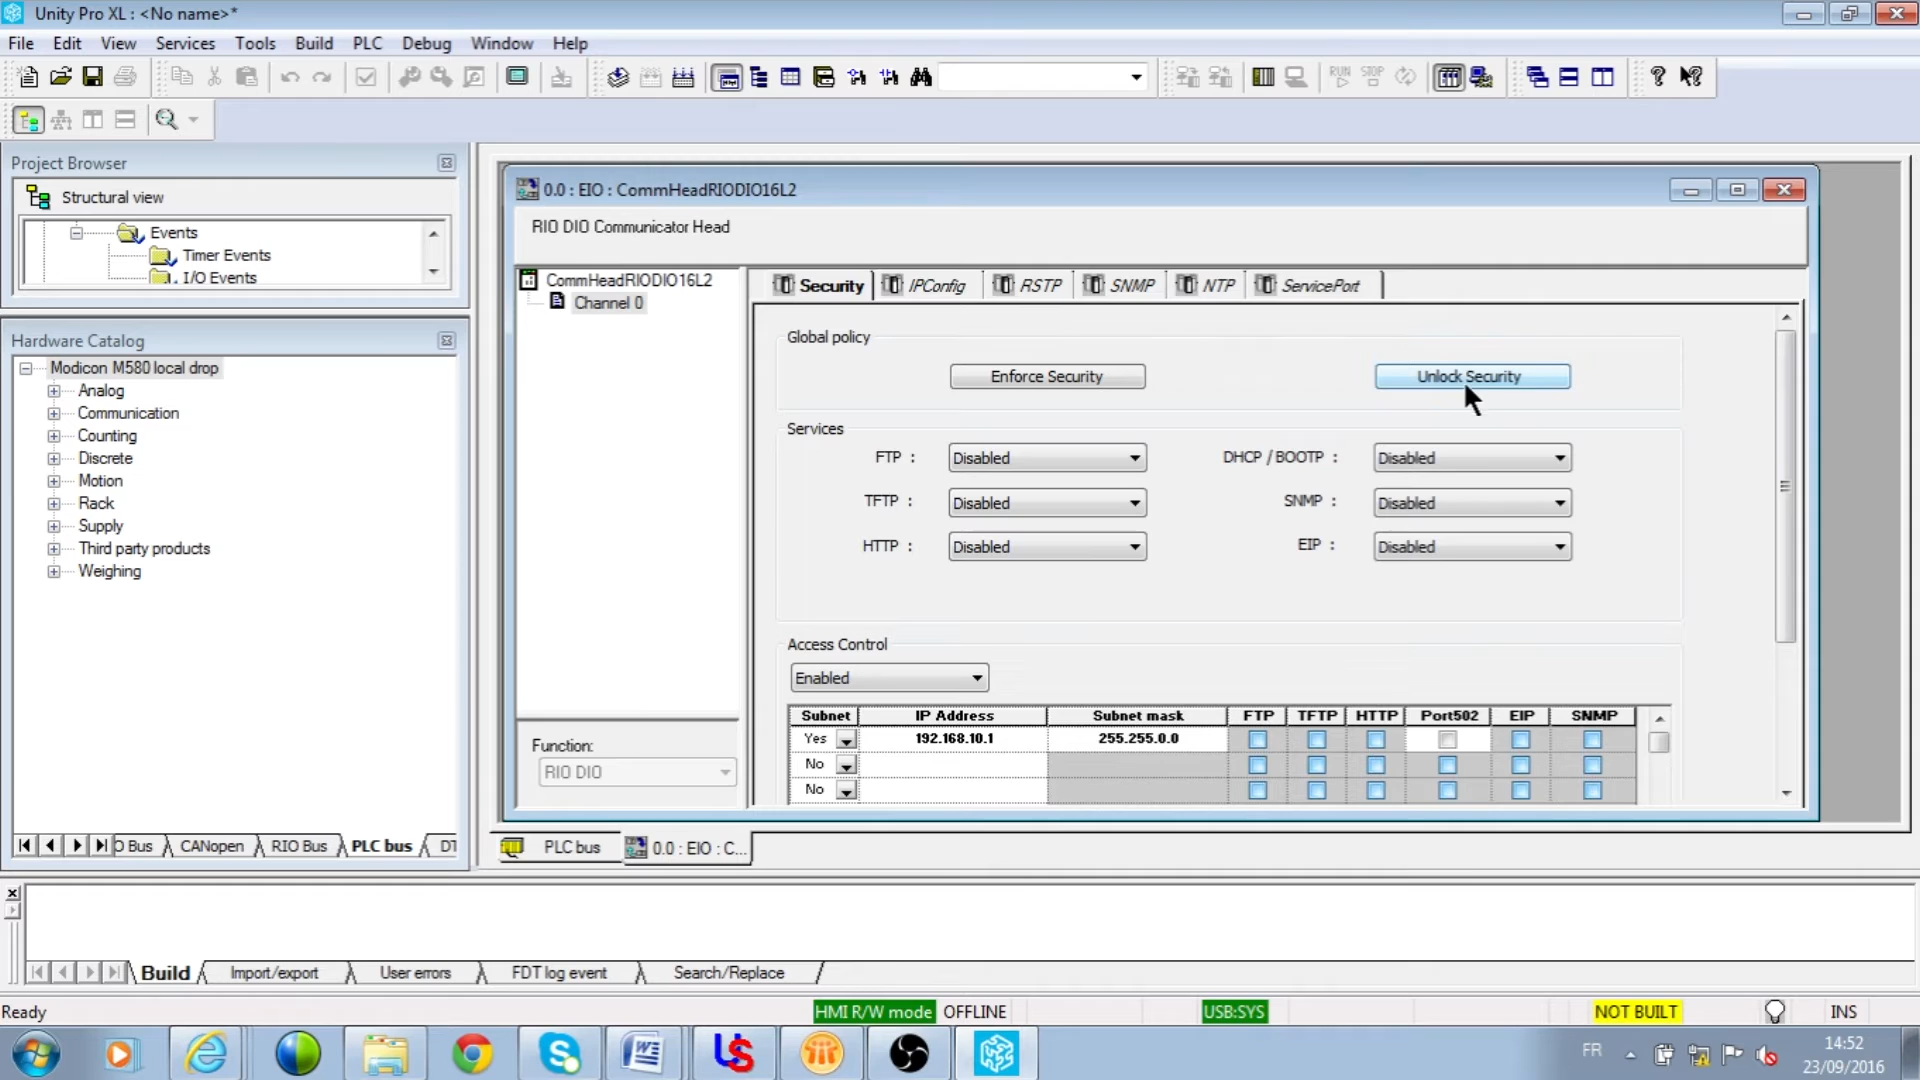 Unity Pro XL : <No name>*
File Edit View Services Tools Build PLC Debug Window Help
RUN STOP
Project Browser
Structural view
Events
Timer Events
I/O Events
Hardware Catalog
Modicon M580 local drop
Analog
Communication
Counting
Discrete
Motion
Rack
Supply
Third party products
Weighing
O Bus CANopen RIO Bus PLC bus DT
0.0 : EIO : CommHeadRIODIO16L2
RIO DIO Communicator Head
CommHeadRIODIO16L2
Channel 0
Function:
RIO DIO
Security IPConfig RSTP SNMP NTP ServicePort
Global policy
Enforce Security Unlock Security
Services
FTP : Disabled DHCP / BOOTP : Disabled
TFTP : Disabled SNMP : Disabled
HTTP : Disabled EIP : Disabled
Access Control
Enabled
Subnet IP Address Subnet mask FTP TFTP HTTP Port502 EIP SNMP
Yes 192.168.10.1 255.255.0.0
No
No
PLC bus 0.0 : EIO : C...
Build Import/export User errors FDT log event Search/Replace
Ready HMI R/W mode OFFLINE USB:SYS NOT BUILT INS
FR 14:52
23/09/2016